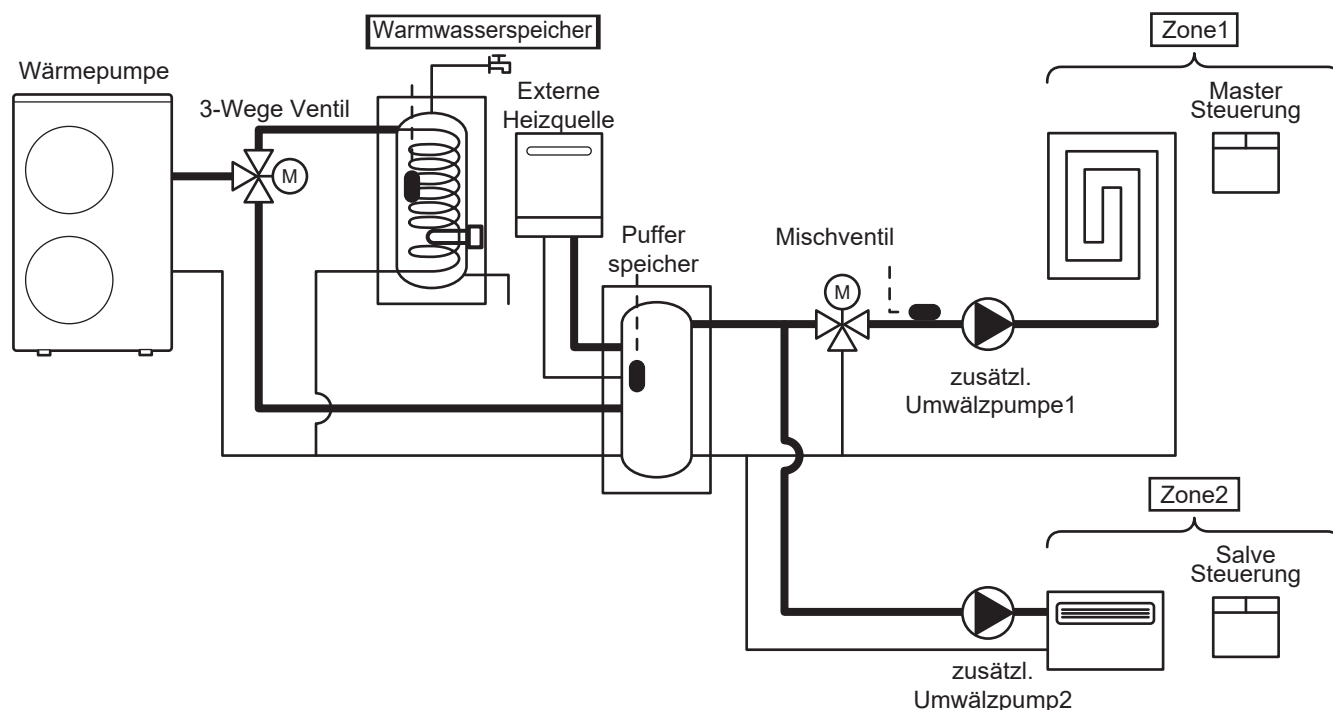 Warmwasserspeicher
Zone1
Wärmepumpe
3-Wege Ventil
Externe
Heizquelle
Master
Steuerung
M
Puffer
speicher
Mischventil
M
zusätzl.
Umwälzpumpe1
Zone2
Salve
Steuerung
zusätzl.
Umwälzpump2